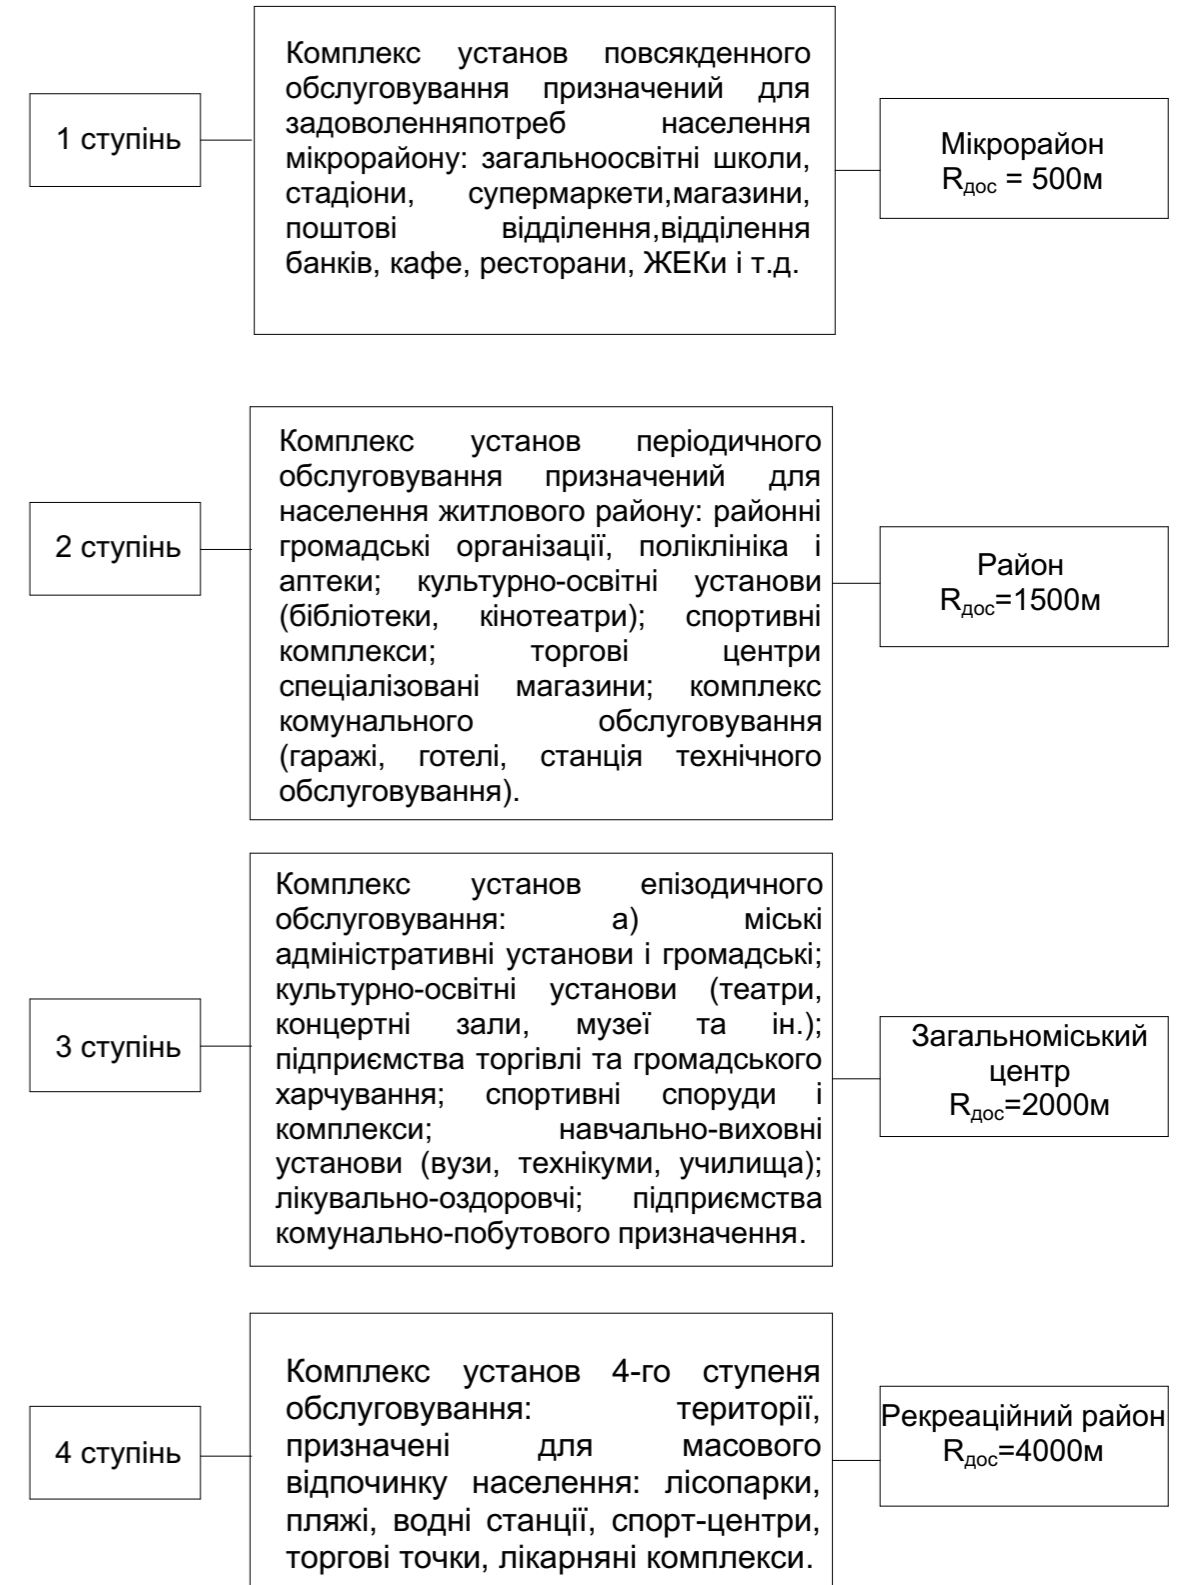 1 ступінь
Комплекс установ повсякденного
обслуговування призначений для
задоволенняпотреб населення
мікрорайону: загальноосвітні школи,
стадіони, супермаркети,магазини,
поштові відділення,відділення
банків, кафе, ресторани, ЖЕКи і т.д.
Мікрорайон
Rдос = 500м
2 ступінь
Комплекс установ періодичного
обслуговування призначений для
населення житлового району: районні
громадські організації, поліклініка і
аптеки; культурно-освітні установи
(бібліотеки, кінотеатри); спортивні
комплекси; торгові центри
спеціалізовані магазини; комплекс
комунального обслуговування
(гаражі, готелі, станція технічного
обслуговування).
Район
Rдос=1500м
3 ступінь
Комплекс установ епізодичного
обслуговування: а) міські
адміністративні установи і громадські;
культурно-освітні установи (театри,
концертні зали, музеї та ін.);
підприємства торгівлі та громадського
харчування; спортивні споруди і
комплекси; навчально-виховні
установи (вузи, технікуми, училища);
лікувально-оздоровчі; підприємства
комунально-побутового призначення.
Загальноміський
центр
Rдос=2000м
4 ступінь
Комплекс установ 4-го ступеня
обслуговування: території,
призначені для масового
відпочинку населення: лісопарки,
пляжі, водні станції, спорт-центри,
торгові точки, лікарняні комплекси.
Рекреаційний район
Rдос=4000м